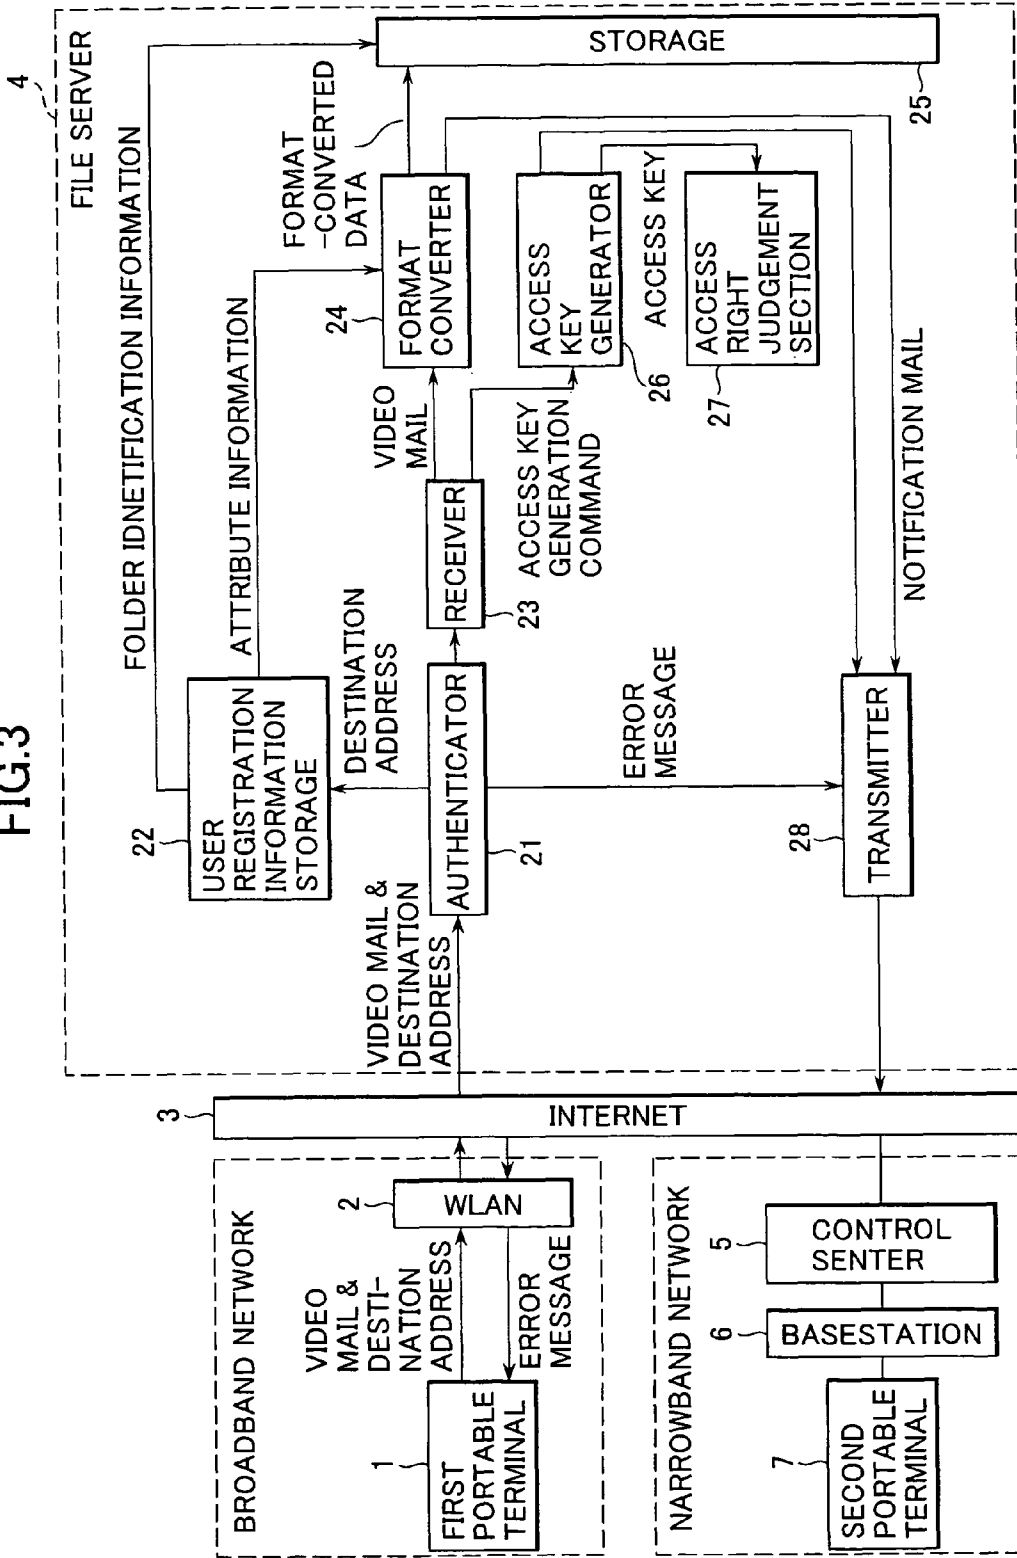 FIG.3
BROADBAND NETWORK
1
FIRST
PORTABLE
TERMINAL
VIDEO
MAIL &
DESTI-
NATION
ADDRESS
ERROR
MESSAGE
2
WLAN
3
INTERNET
NARROWBAND NETWORK
7
SECOND
PORTABLE
TERMINAL
6
BASESTATION
5
CONTROL
SENTER
4
FILE SERVER
VIDEO MAIL &
DESTINATION
ADDRESS
AUTHENTICATOR
21
DESTINATION
ADDRESS
22
USER
REGISTRATION
INFORMATION
STORAGE
FOLDER IDNETIFICATION INFORMATION
ATTRIBUTE INFORMATION
RECEIVER
23
VIDEO
MAIL
24
FORMAT
CONVERTER
FORMAT
-CONVERTED
DATA
STORAGE
25
ACCESS KEY
GENERATION
COMMAND
ACCESS
KEY
GENERATOR
26
ACCESS KEY
ACCESS
RIGHT
JUDGEMENT
SECTION
27
ERROR
MESSAGE
NOTIFICATION MAIL
28
TRANSMITTER